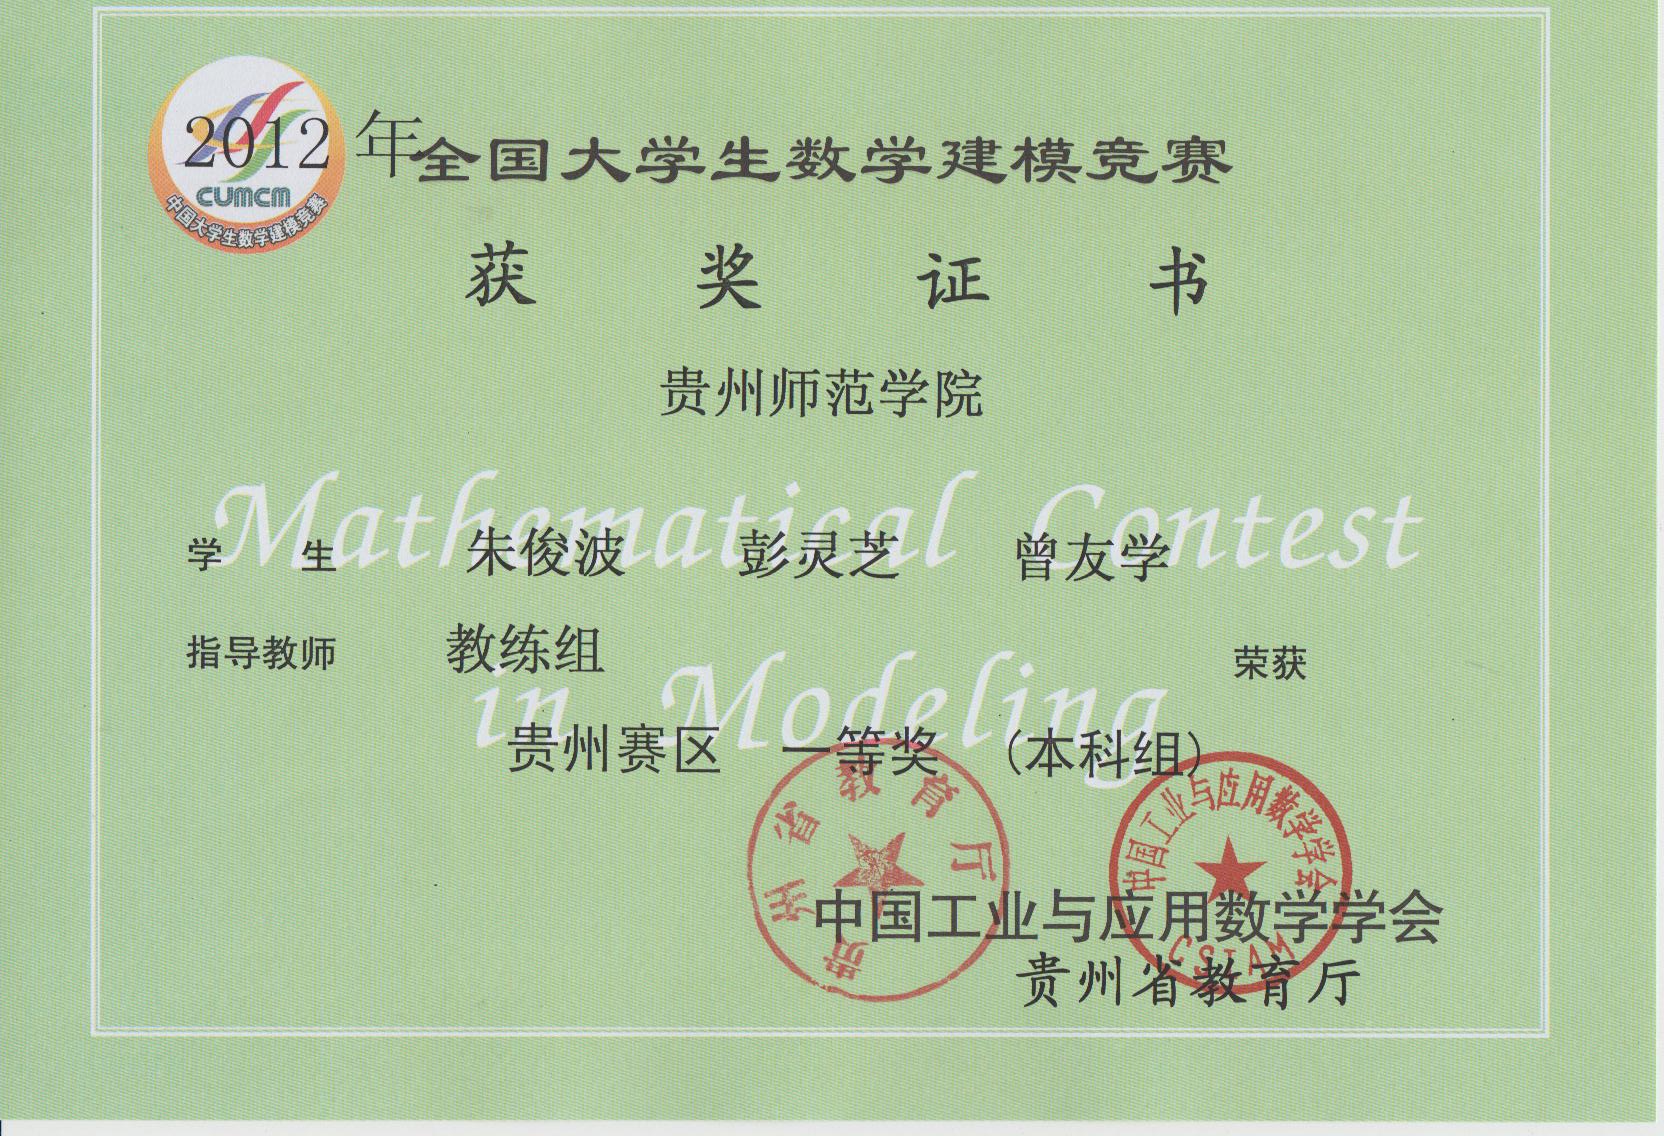 2012 年全国大学生数学建模竞赛
CUMCM
中国大学生数学建模竞赛
获 奖 证 书
贵州师范学院
Mathematical Contest
学 生 朱俊波 彭灵芝 曾友学
指导教师 教练组 荣获
in Modeling
贵州赛区 一等奖 (本科组)
贵州省教育厅
中国工业与应用数学学会
CSIAM
中国工业与应用数学学会
贵州省教育厅